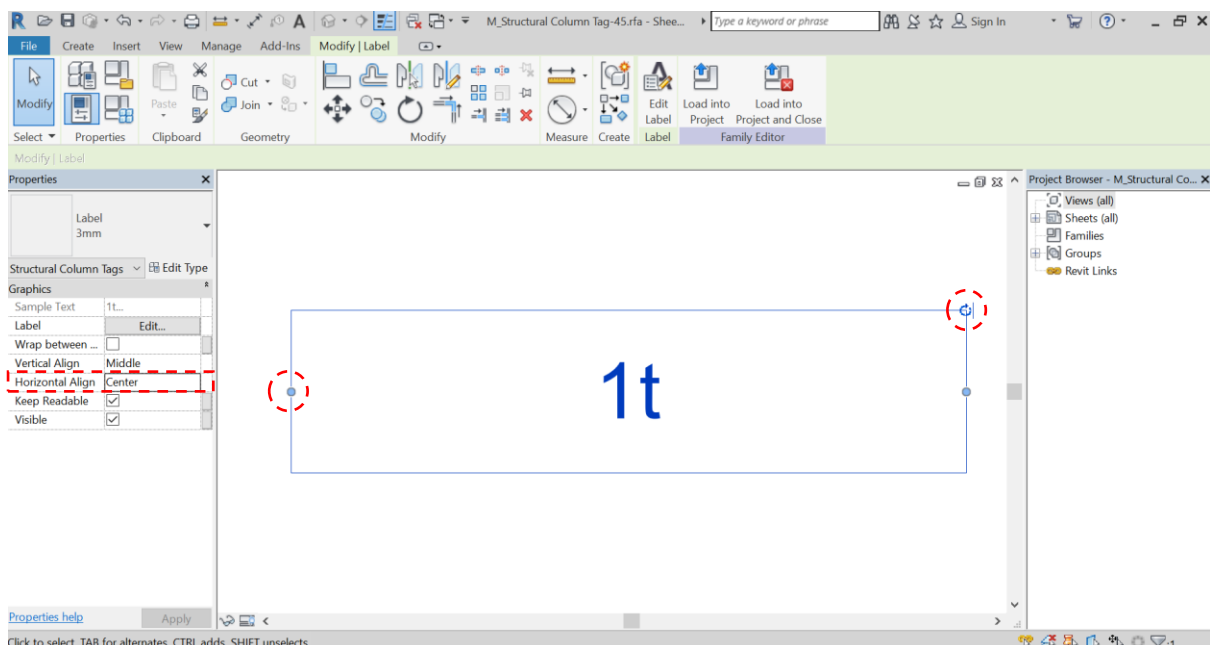 M_Structural Column Tag-45.rfa - Shee...
Type a keyword or phrase
Sign In
File Create Insert View Manage Add-Ins Modify | Label
Modify
Paste
Cut
Join
Edit Label
Load into Project
Load into Project and Close
Select Properties Clipboard Geometry Modify Measure Create Label Family Editor
Modify | Label
Properties
Label
3mm
Structural Column Tags Edit Type
Graphics
Sample Text 1t...
Label Edit...
Wrap between ...
Vertical Align Middle
Horizontal Align Center
Keep Readable
Visible
Properties help Apply
1t
Project Browser - M_Structural Co...
Views (all)
Sheets (all)
Families
Groups
Revit Links
Click to select, TAB for alternates, CTRL adds, SHIFT unselects.
:1